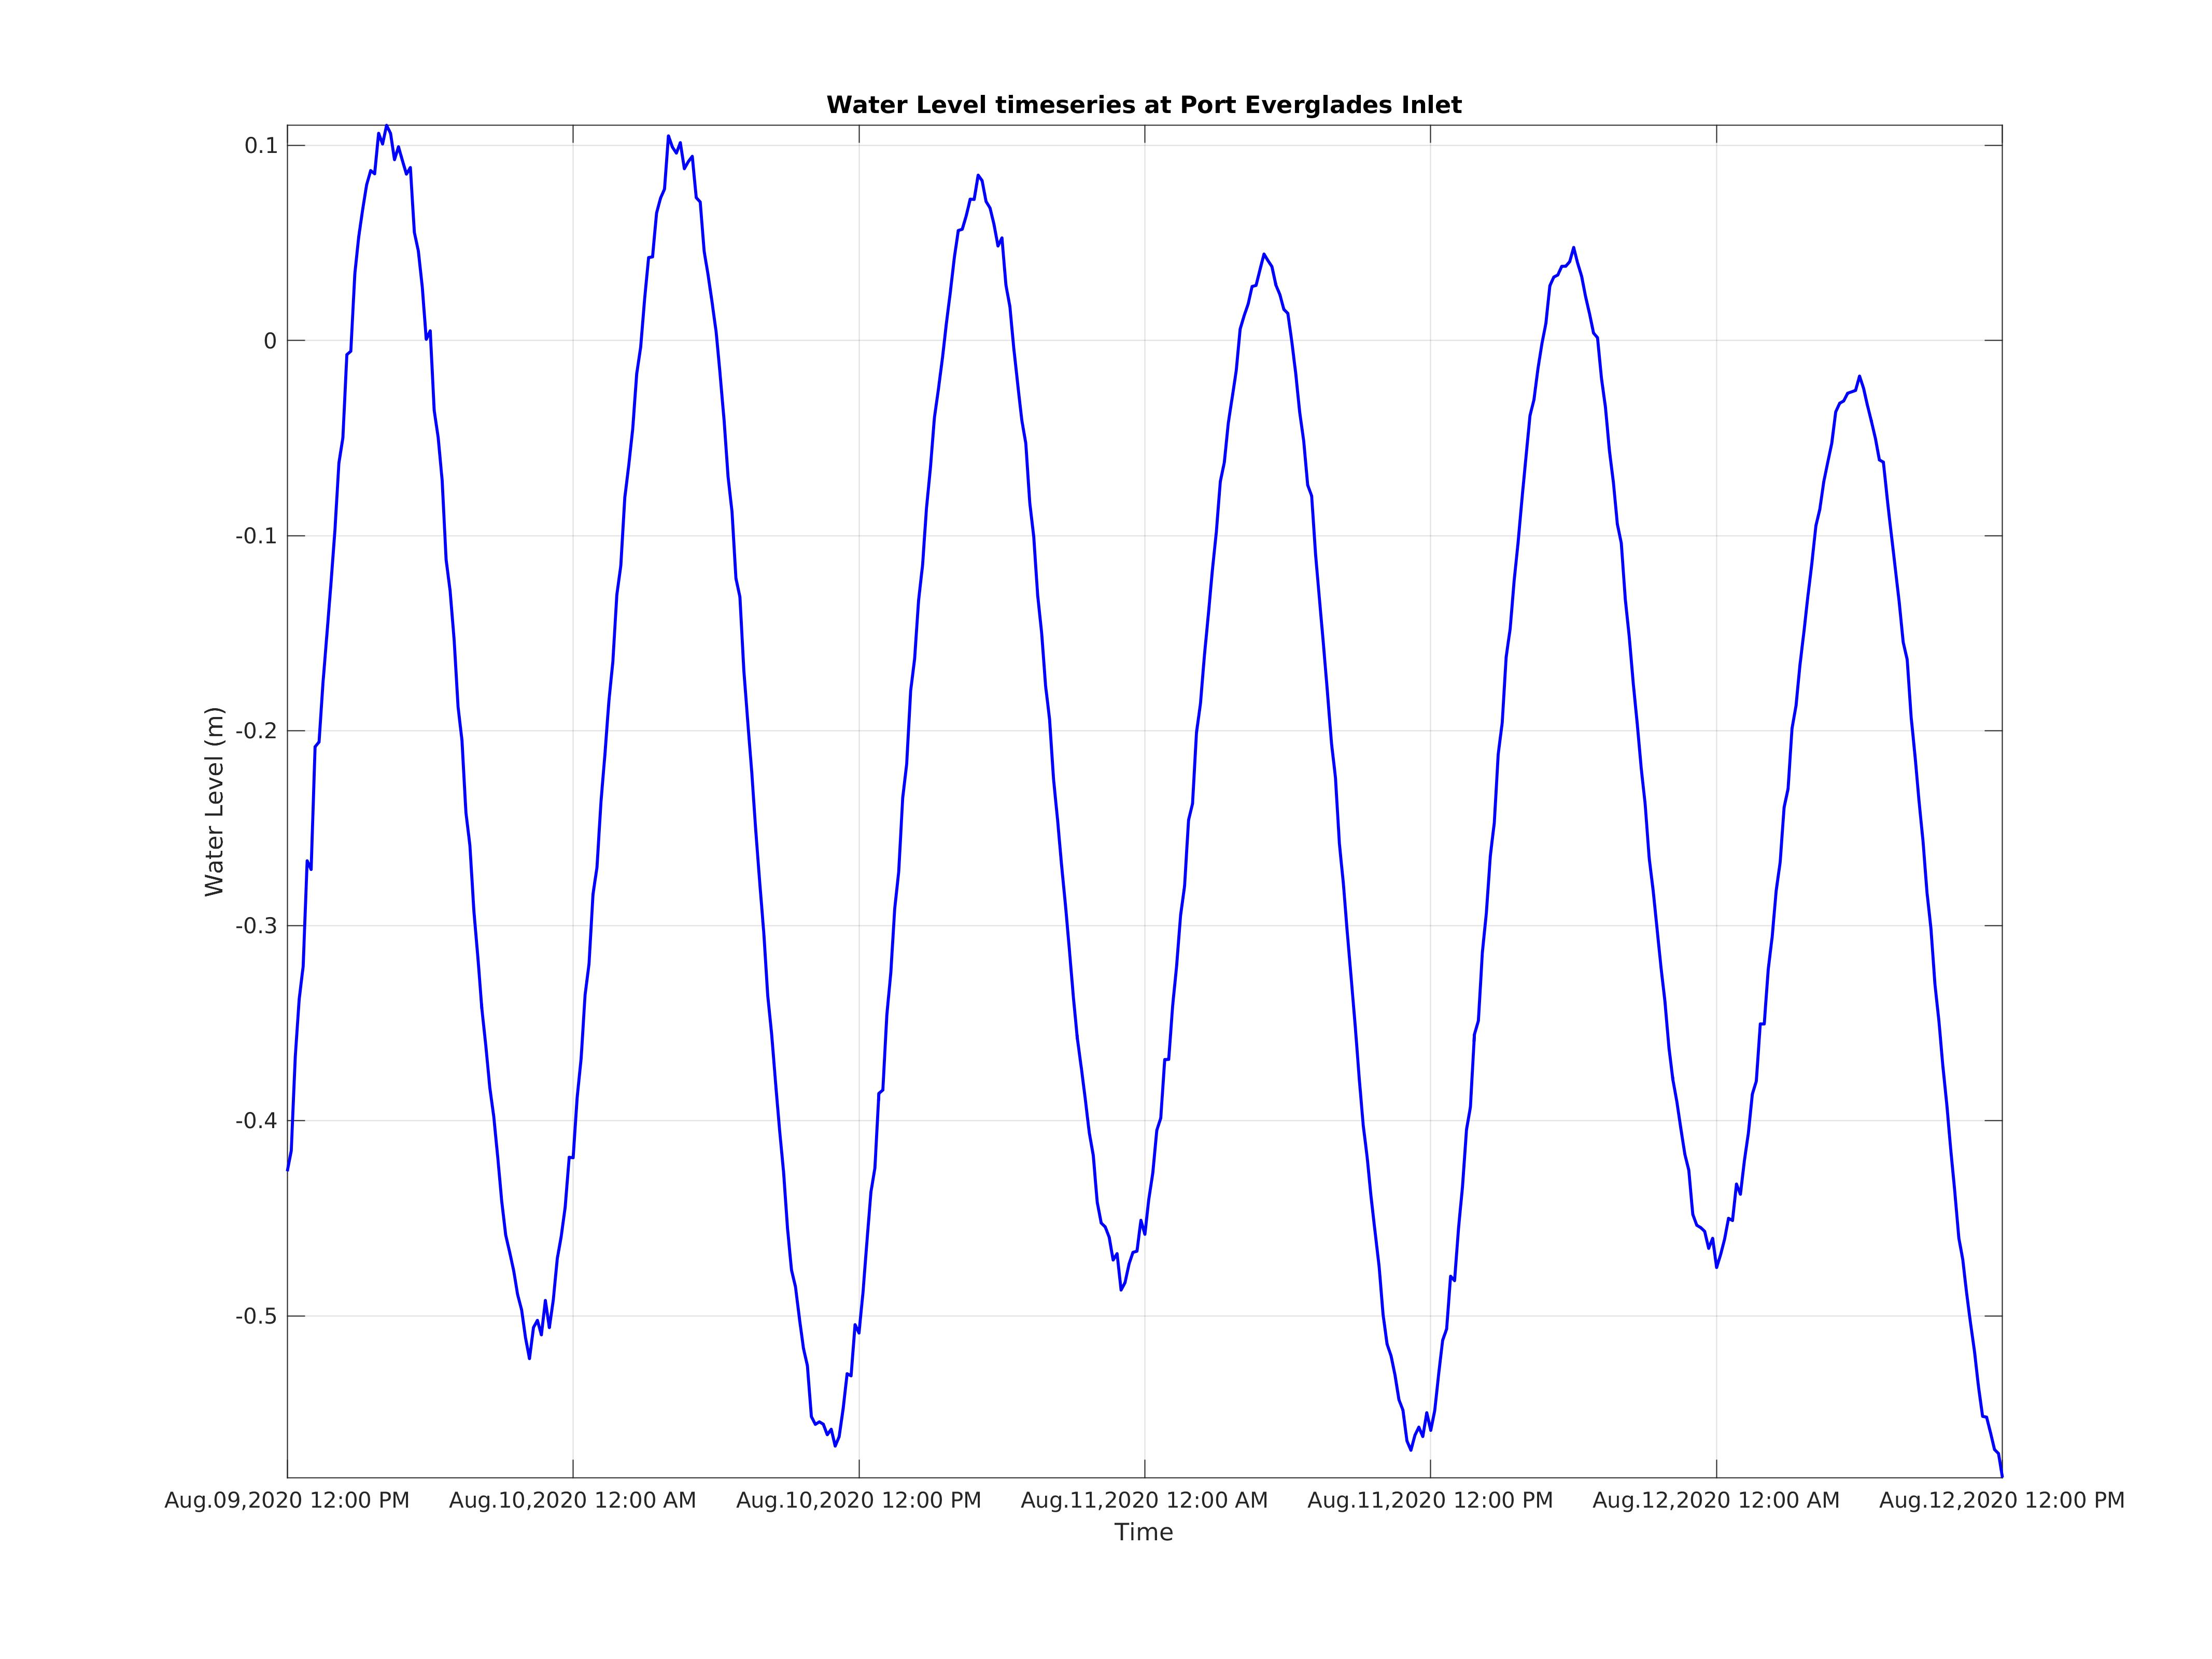 Water Level timeseries at Port Everglades Inlet
0.1
0
-0.1
-0.2
-0.3
-0.4
-0.5
Water Level (m)
Aug.09,2020 12:00 PM Aug.10,2020 12:00 AM Aug.10,2020 12:00 PM Aug.11,2020 12:00 AM Aug.11,2020 12:00 PM Aug.12,2020 12:00 AM Aug.12,2020 12:00 PM
Time